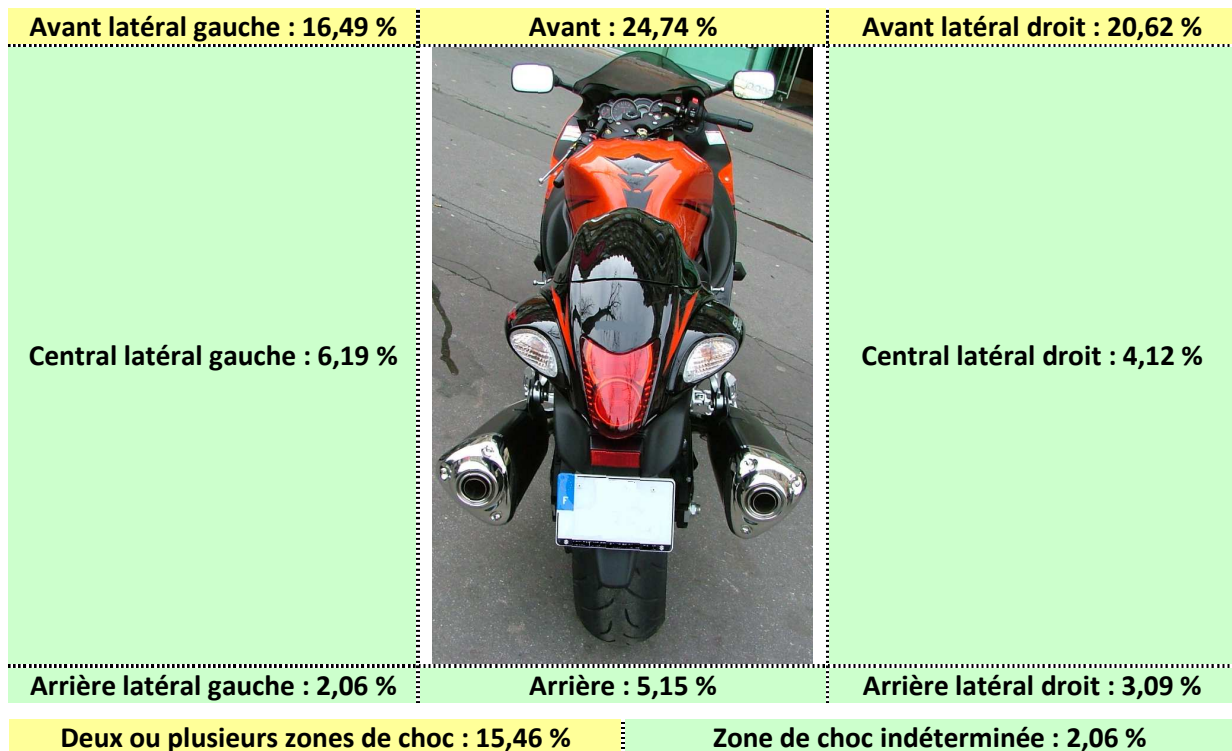 Avant latéral gauche : 16,49 %
Avant : 24,74 %
Avant latéral droit : 20,62 %
Central latéral gauche : 6,19 %
Central latéral droit : 4,12 %
F
Arrière latéral gauche : 2,06 %
Arrière : 5,15 %
Arrière latéral droit : 3,09 %
Deux ou plusieurs zones de choc : 15,46 %
Zone de choc indéterminée : 2,06 %